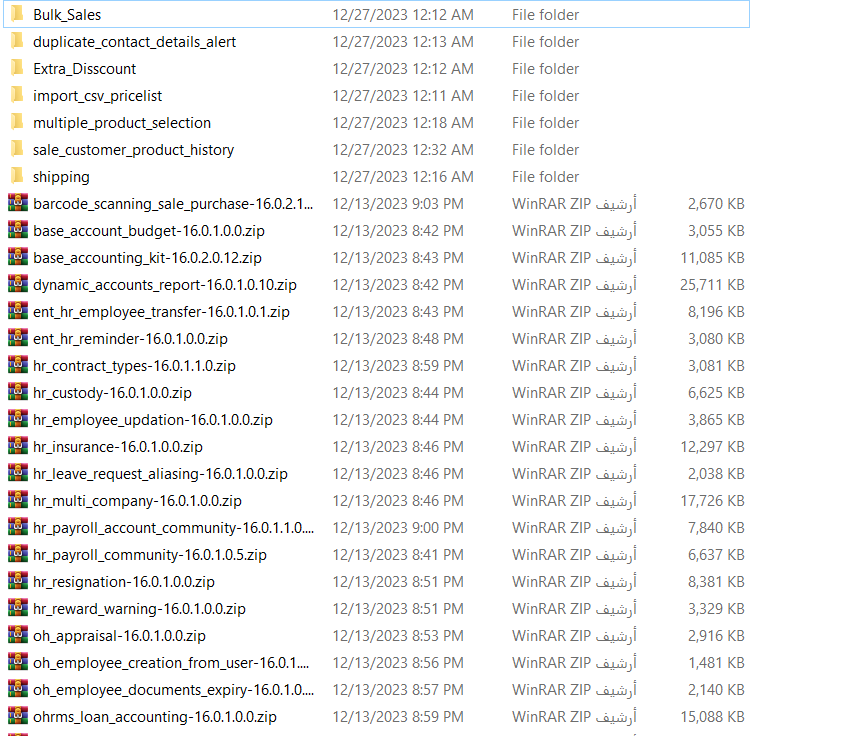 Bulk_Sales 12/27/2023 12:12 AM File folder
duplicate_contact_details_alert 12/27/2023 12:13 AM File folder
Extra_Disscount 12/27/2023 12:12 AM File folder
import_csv_pricelist 12/27/2023 12:11 AM File folder
multiple_product_selection 12/27/2023 12:18 AM File folder
sale_customer_product_history 12/27/2023 12:32 AM File folder
shipping 12/27/2023 12:16 AM File folder
barcode_scanning_sale_purchase-16.0.2.1... 12/13/2023 9:03 PM WinRAR ZIP أرشيف 2,670 KB
base_account_budget-16.0.1.0.0.zip 12/13/2023 8:42 PM WinRAR ZIP أرشيف 3,055 KB
base_accounting_kit-16.0.2.0.12.zip 12/13/2023 8:43 PM WinRAR ZIP أرشيف 11,085 KB
dynamic_accounts_report-16.0.1.0.10.zip 12/13/2023 8:42 PM WinRAR ZIP أرشيف 25,711 KB
ent_hr_employee_transfer-16.0.1.0.1.zip 12/13/2023 8:43 PM WinRAR ZIP أرشيف 8,196 KB
ent_hr_reminder-16.0.1.0.0.zip 12/13/2023 8:48 PM WinRAR ZIP أرشيف 3,080 KB
hr_contract_types-16.0.1.1.0.zip 12/13/2023 8:59 PM WinRAR ZIP أرشيف 3,081 KB
hr_custody-16.0.1.0.0.zip 12/13/2023 8:44 PM WinRAR ZIP أرشيف 6,625 KB
hr_employee_updation-16.0.1.0.0.zip 12/13/2023 8:44 PM WinRAR ZIP أرشيف 3,865 KB
hr_insurance-16.0.1.0.0.zip 12/13/2023 8:46 PM WinRAR ZIP أرشيف 12,297 KB
hr_leave_request_aliasing-16.0.1.0.0.zip 12/13/2023 8:46 PM WinRAR ZIP أرشيف 2,038 KB
hr_multi_company-16.0.1.0.0.zip 12/13/2023 8:46 PM WinRAR ZIP أرشيف 17,726 KB
hr_payroll_account_community-16.0.1.1.0.... 12/13/2023 9:00 PM WinRAR ZIP أرشيف 7,840 KB
hr_payroll_community-16.0.1.0.5.zip 12/13/2023 8:41 PM WinRAR ZIP أرشيف 6,637 KB
hr_resignation-16.0.1.0.0.zip 12/13/2023 8:51 PM WinRAR ZIP أرشيف 8,381 KB
hr_reward_warning-16.0.1.0.0.zip 12/13/2023 8:51 PM WinRAR ZIP أرشيف 3,329 KB
oh_appraisal-16.0.1.0.0.zip 12/13/2023 8:53 PM WinRAR ZIP أرشيف 2,916 KB
oh_employee_creation_from_user-16.0.1.... 12/13/2023 8:56 PM WinRAR ZIP أرشيف 1,481 KB
oh_employee_documents_expiry-16.0.1.0.... 12/13/2023 8:57 PM WinRAR ZIP أرشيف 2,140 KB
ohrms_loan_accounting-16.0.1.0.0.zip 12/13/2023 8:59 PM WinRAR ZIP أرشيف 15,088 KB